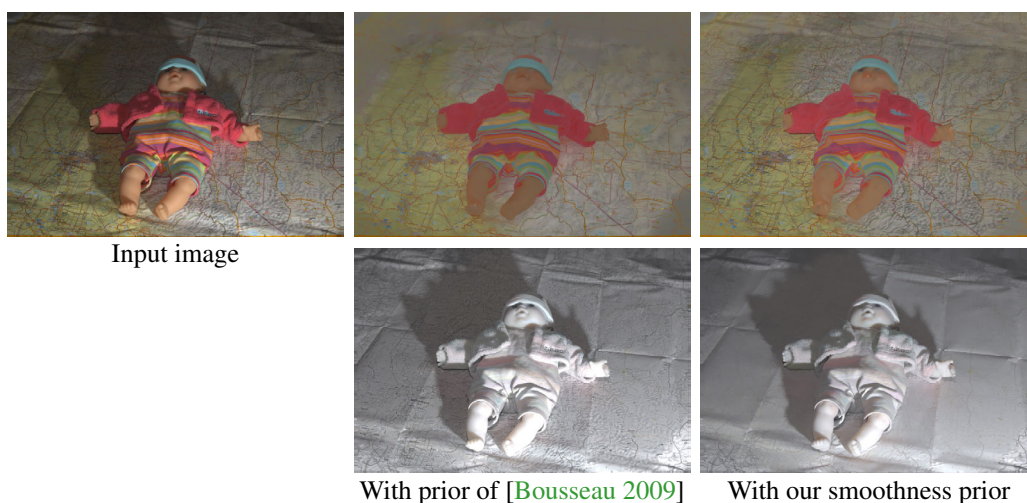 Input image
With prior of [Bousseau 2009]
With our smoothness prior